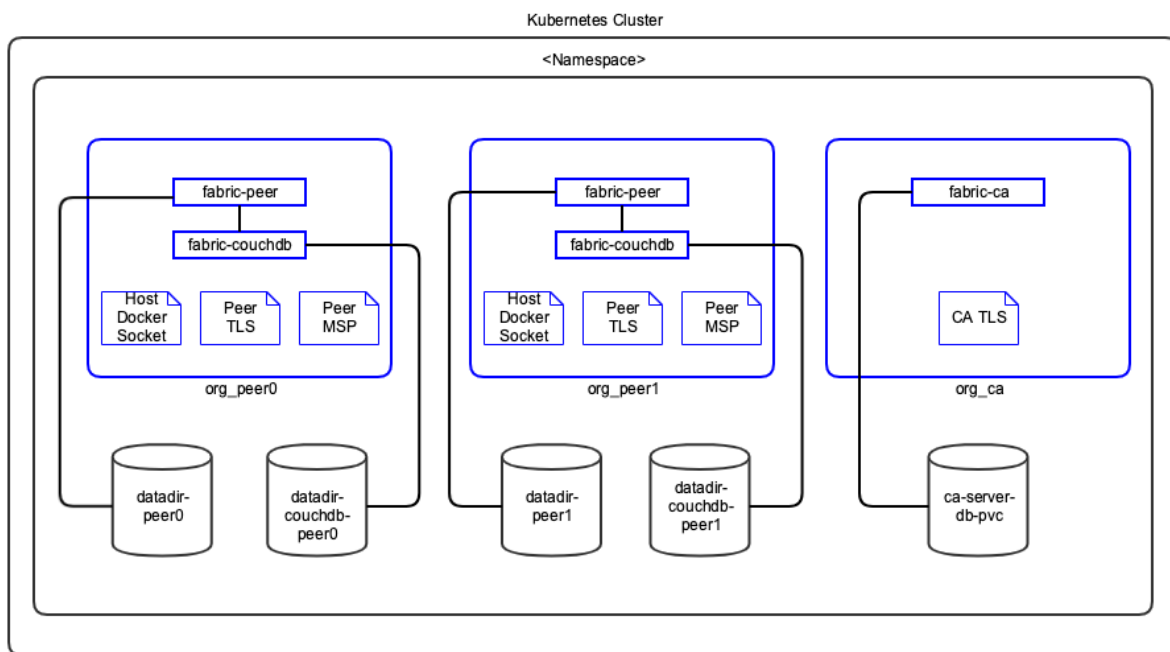 Kubernetes Cluster
<Namespace>
fabric-peer
fabric-couchdb
Host
Docker
Socket
Peer
TLS
Peer
MSP
org_peer0
fabric-peer
fabric-couchdb
Host
Docker
Socket
Peer
TLS
Peer
MSP
org_peer1
fabric-ca
CA TLS
org_ca
datadir-
peer0
datadir-
couchdb-
peer0
datadir-
peer1
datadir-
couchdb-
peer1
ca-server-
db-pvc